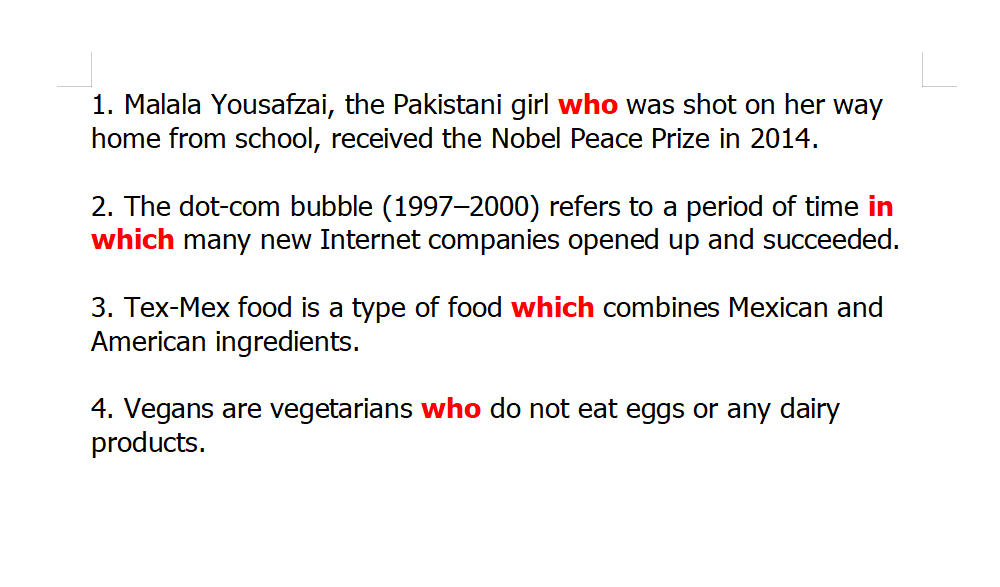 1. Malala Yousafzai, the Pakistani girl who was shot on her way
home from school, received the Nobel Peace Prize in 2014.
2. The dot-com bubble (1997–2000) refers to a period of time in
which many new Internet companies opened up and succeeded.
3. Tex-Mex food is a type of food which combines Mexican and
American ingredients.
4. Vegans are vegetarians who do not eat eggs or any dairy
products.